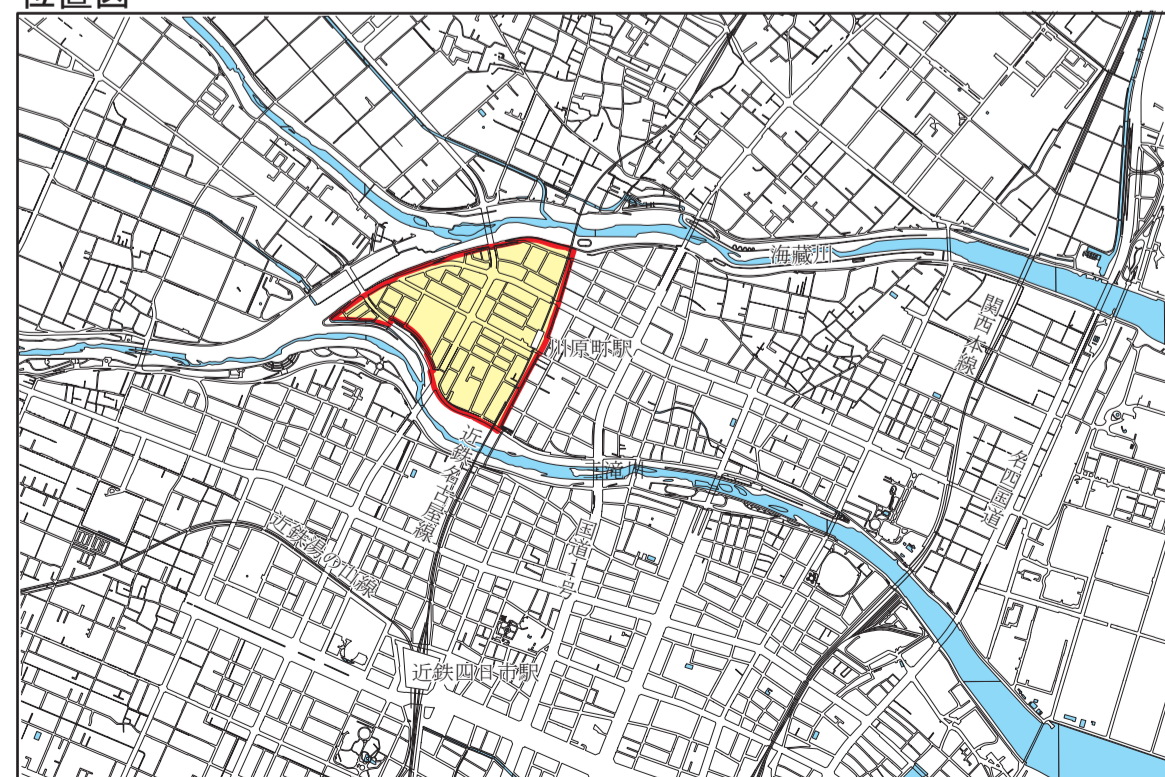 位置図
海蔵川
関西本線
川原町駅
近鉄名古屋線
三滝川
名四国道
国道1号
近鉄湯の山線
近鉄四日市駅